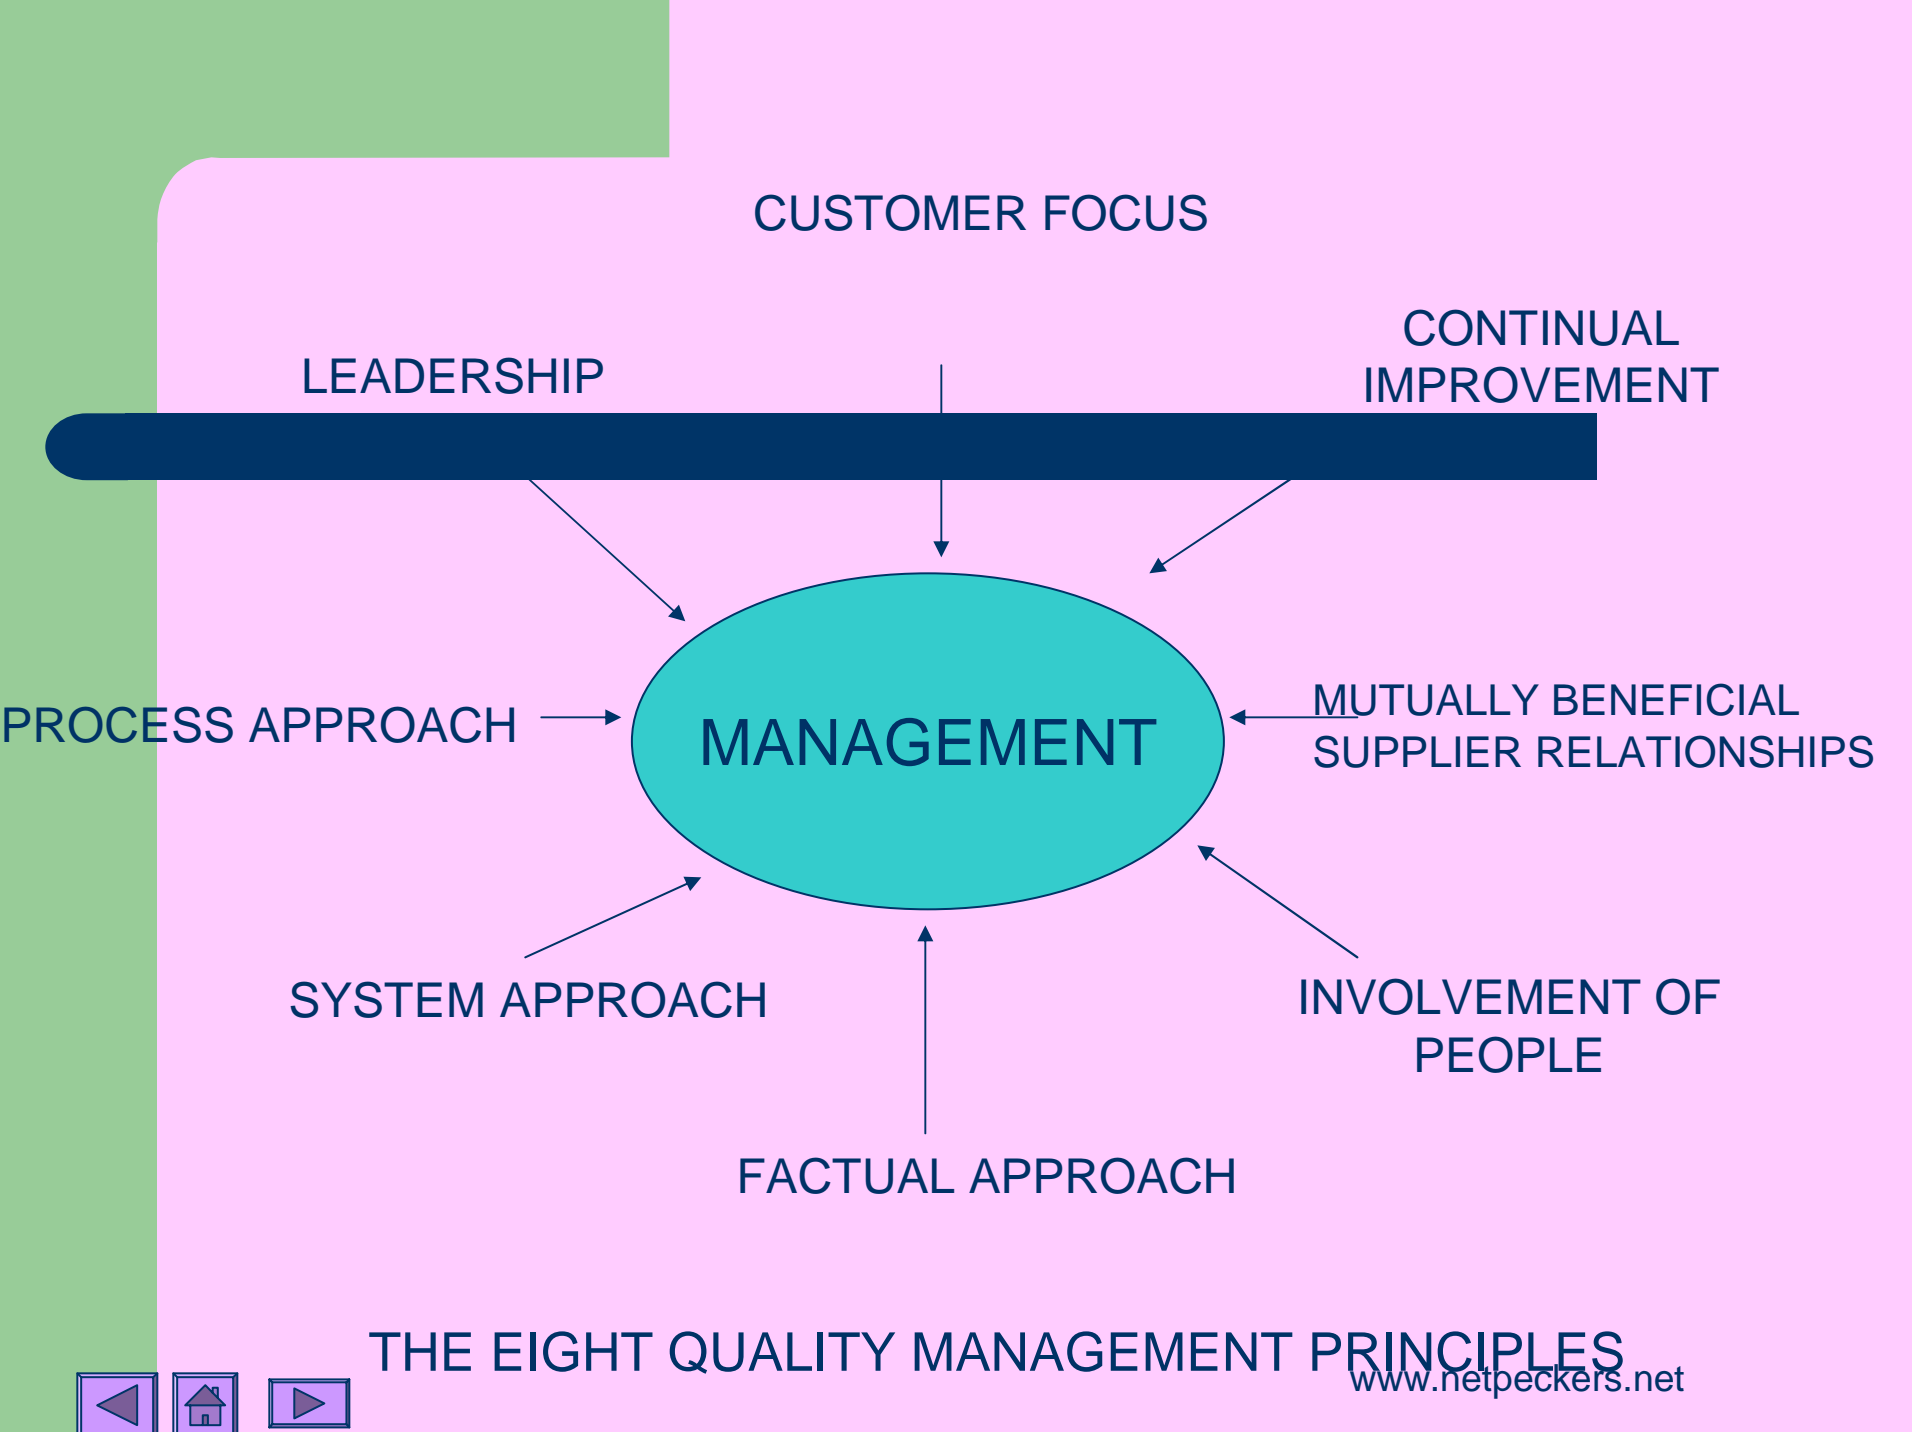 CUSTOMER FOCUS
CONTINUAL
IMPROVEMENT
LEADERSHIP
PROCESS APPROACH
MANAGEMENT
MUTUALLY BENEFICIAL
SUPPLIER RELATIONSHIPS
SYSTEM APPROACH
INVOLVEMENT OF
PEOPLE
FACTUAL APPROACH
THE EIGHT QUALITY MANAGEMENT PRINCIPLES
www.netpeckers.net